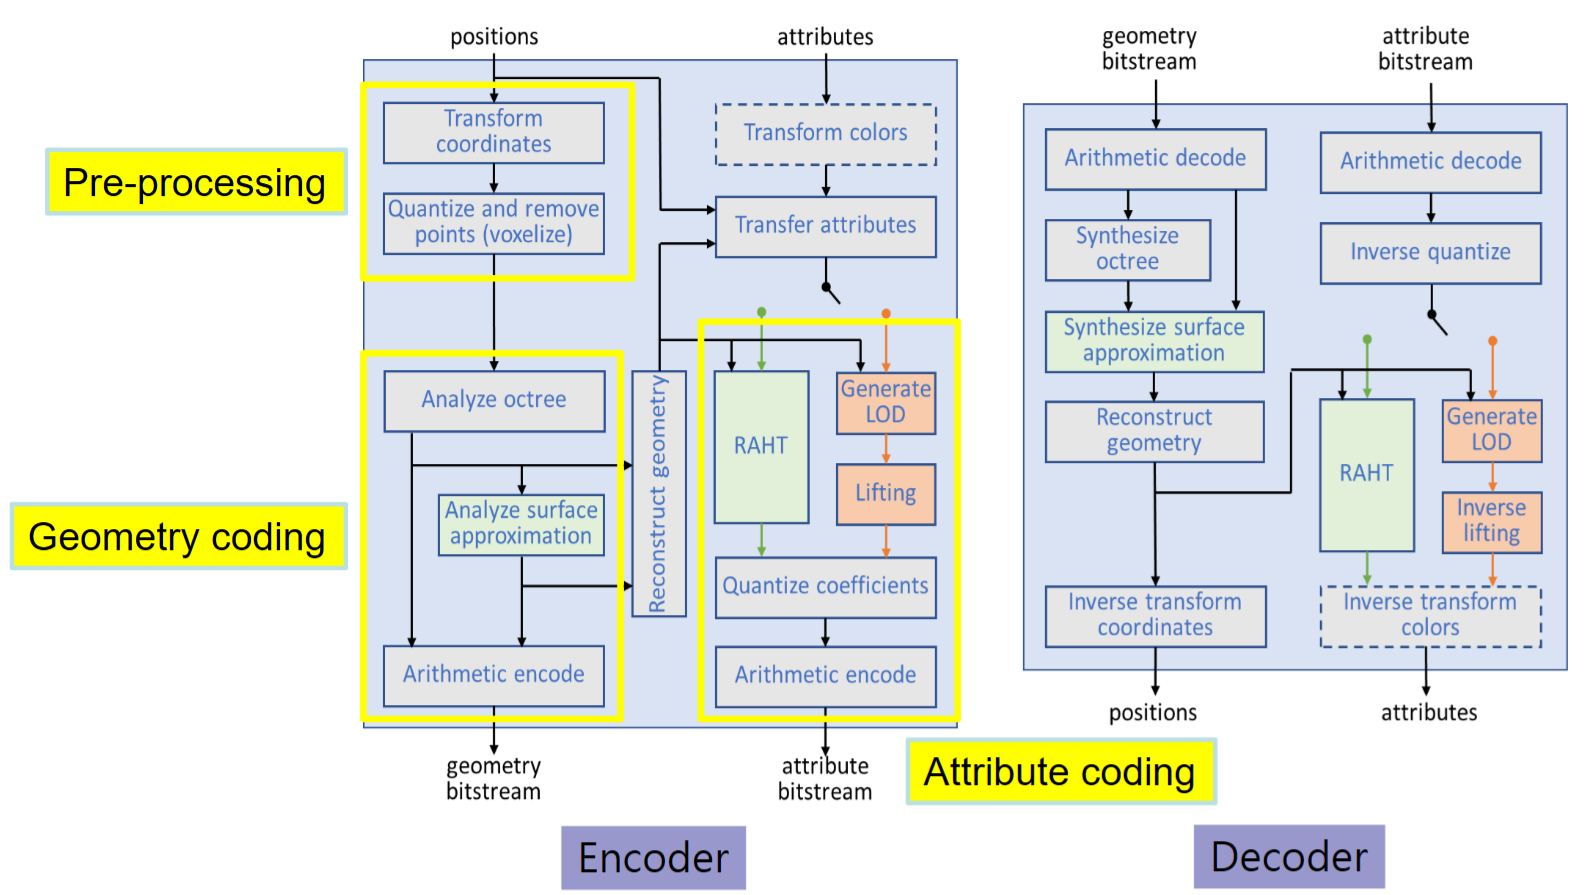 positions
attributes
Transform
coordinates
Quantize and remove
points (voxelize)
Transform colors
Transfer attributes
Pre-processing
Analyze octree
Analyze surface
approximation
Arithmetic encode
Geometry coding
Reconstruct geometry
RAHT
Generate
LOD
Lifting
Quantize coefficients
Arithmetic encode
geometry
bitstream
attribute
bitstream
Attribute coding
Encoder
geometry
bitstream
attribute
bitstream
Arithmetic decode
Synthesize
octree
Synthesize surface
approximation
Reconstruct
geometry
Inverse transform
coordinates
positions
Arithmetic decode
Inverse quantize
RAHT
Generate
LOD
Inverse
lifting
Inverse transform
colors
attributes
Decoder